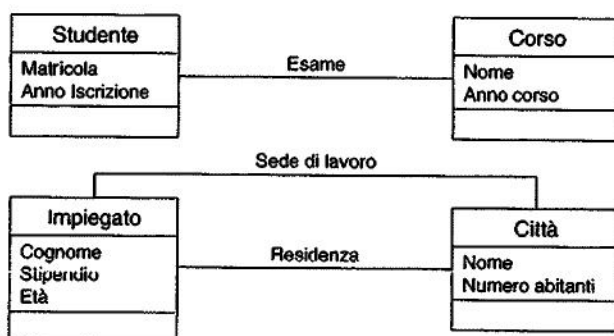 Studente
Matricola
Anno Iscrizione
Esame
Corso
Nome
Anno corso
Sede di lavoro
Impiegato
Cognome
Stipendio
Età
Residenza
Città
Nome
Numero abitanti